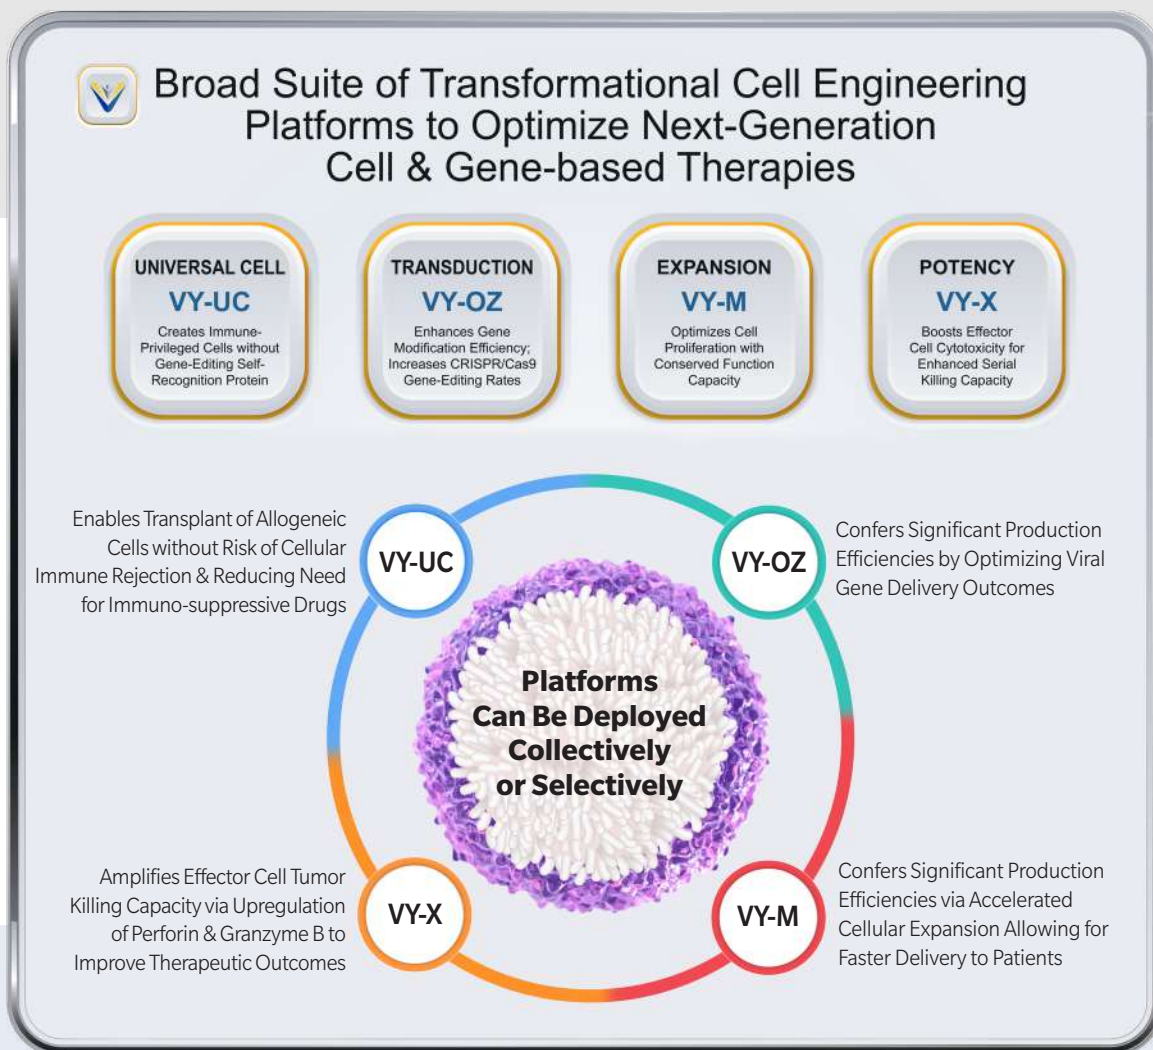 Broad Suite of Transformational Cell Engineering
Platforms to Optimize Next-Generation
Cell & Gene-based Therapies
UNIVERSAL CELL
VY-UC
Creates Immune-
Privileged Cells without
Gene-Editing Self-
Recognition Protein
TRANSDUCTION
VY-OZ
Enhances Gene
Modification Efficiency;
Increases CRISPR/Cas9
Gene-Editing Rates
EXPANSION
VY-M
Optimizes Cell
Proliferation with
Conserved Function
Capacity
POTENCY
VY-X
Boosts Effector
Cell Cytotoxicity for
Enhanced Serial
Killing Capacity
Enables Transplant of Allogeneic
Cells without Risk of Cellular
Immune Rejection & Reducing Need
for Immuno-suppressive Drugs
VY-UC
VY-OZ
Confers Significant Production
Efficiencies by Optimizing Viral
Gene Delivery Outcomes
Platforms
Can Be Deployed
Collectively
or Selectively
Amplifies Effector Cell Tumor
Killing Capacity via Upregulation
of Perforin & Granzyme B to
Improve Therapeutic Outcomes
VY-X
VY-M
Confers Significant Production
Efficiencies via Accelerated
Cellular Expansion Allowing for
Faster Delivery to Patients